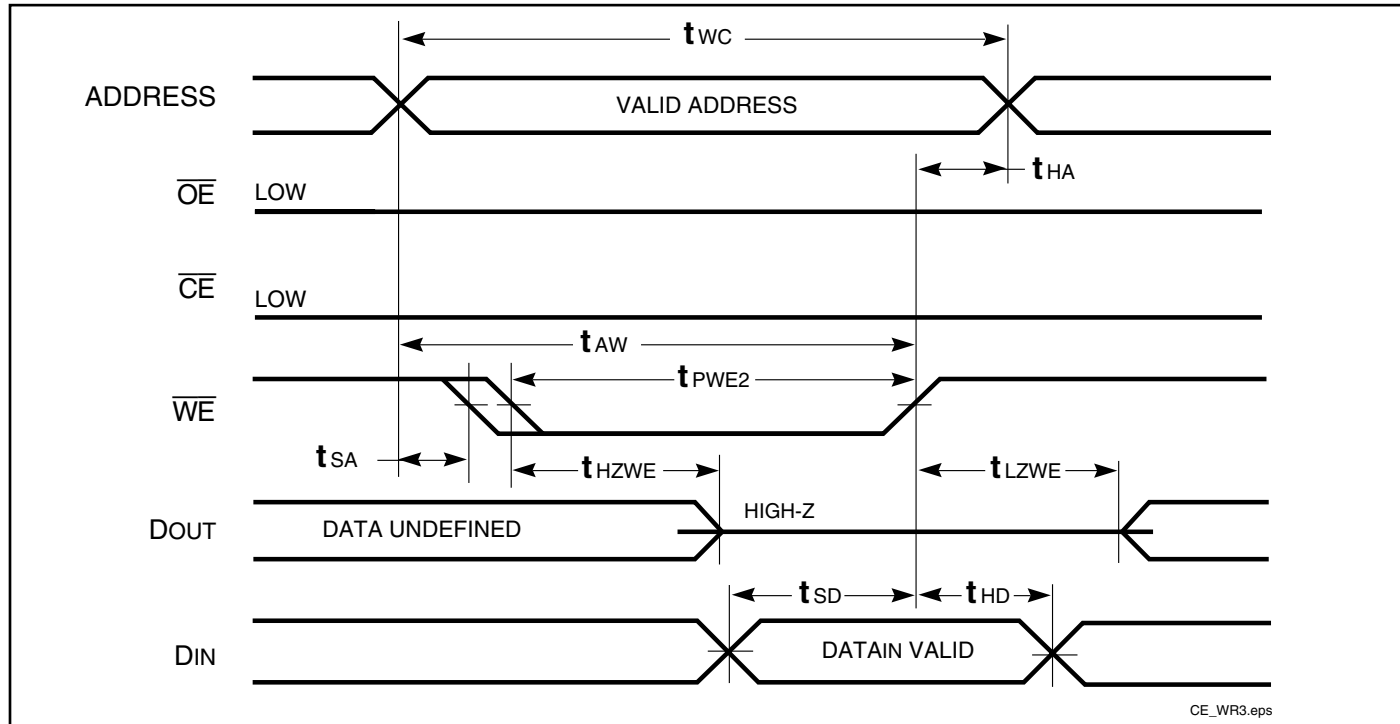 tWC
ADDRESS
VALID ADDRESS
tHA
OE
LOW
CE
LOW
tAW
tPWE2
WE
tSA
tHZWE
tLZWE
DOUT
DATA UNDEFINED
HIGH-Z
tSD
tHD
DIN
DATAIN VALID
CE_WR3.eps